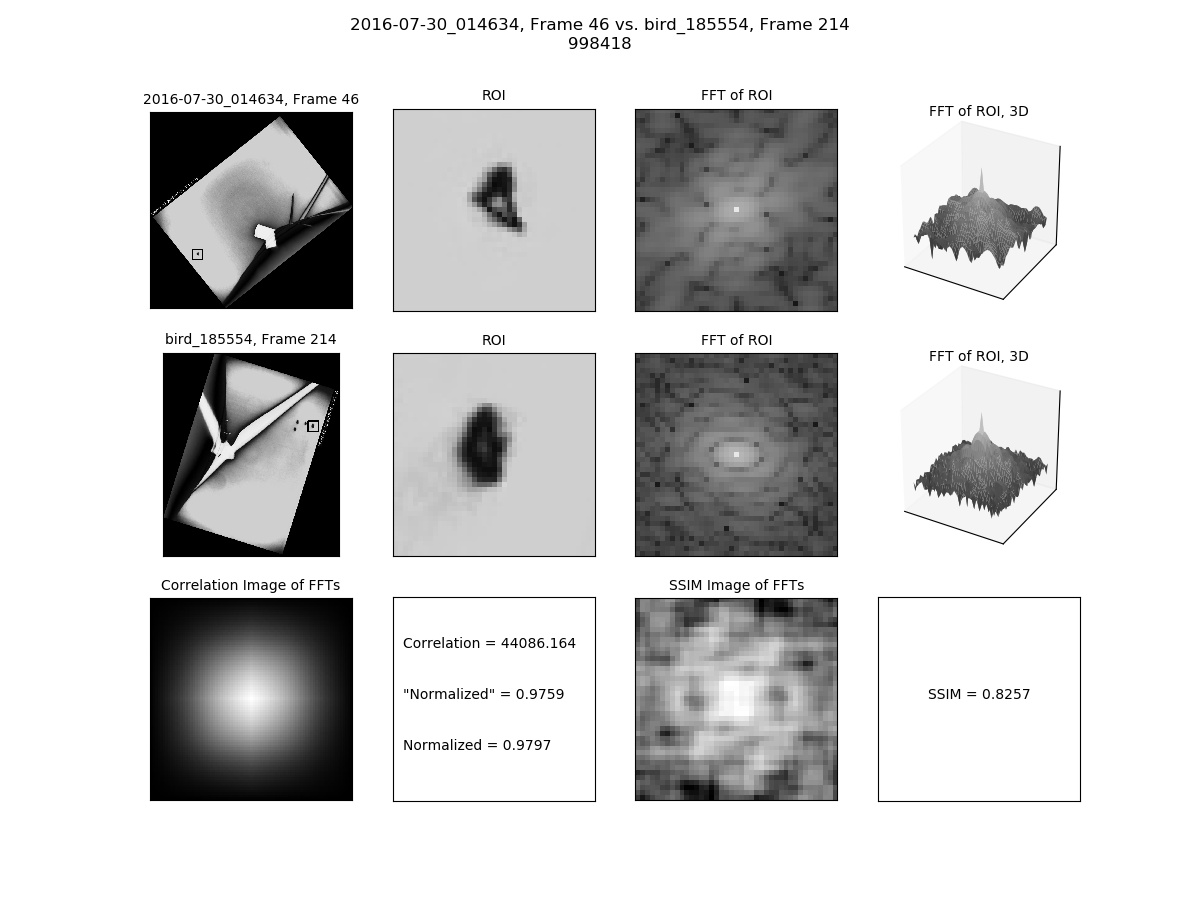 2016-07-30_014634, Frame 46 vs. bird_185554, Frame 214
998418
2016-07-30_014634, Frame 46
ROI
FFT of ROI
FFT of ROI, 3D
bird_185554, Frame 214
ROI
FFT of ROI
FFT of ROI, 3D
Correlation Image of FFTs
SSIM Image of FFTs
Correlation = 44086.164
"Normalized" = 0.9759
Normalized = 0.9797
SSIM = 0.8257